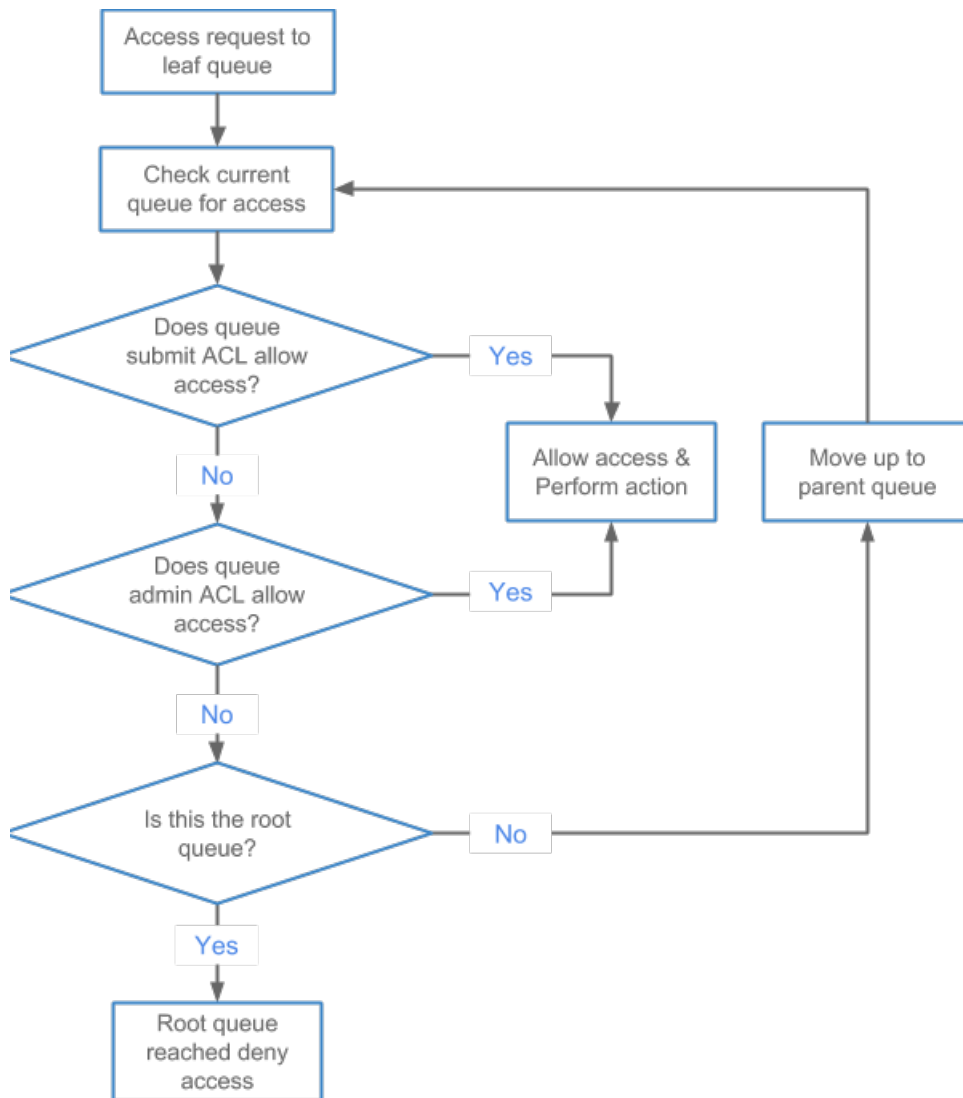 Access request to
leaf queue
Check current
queue for access
Does queue
submit ACL allow
access?
Yes
Allow access &
Perform action
Move up to
parent queue
No
Does queue
admin ACL allow
access?
Yes
No
Is this the root
queue?
No
Yes
Root queue
reached deny
access